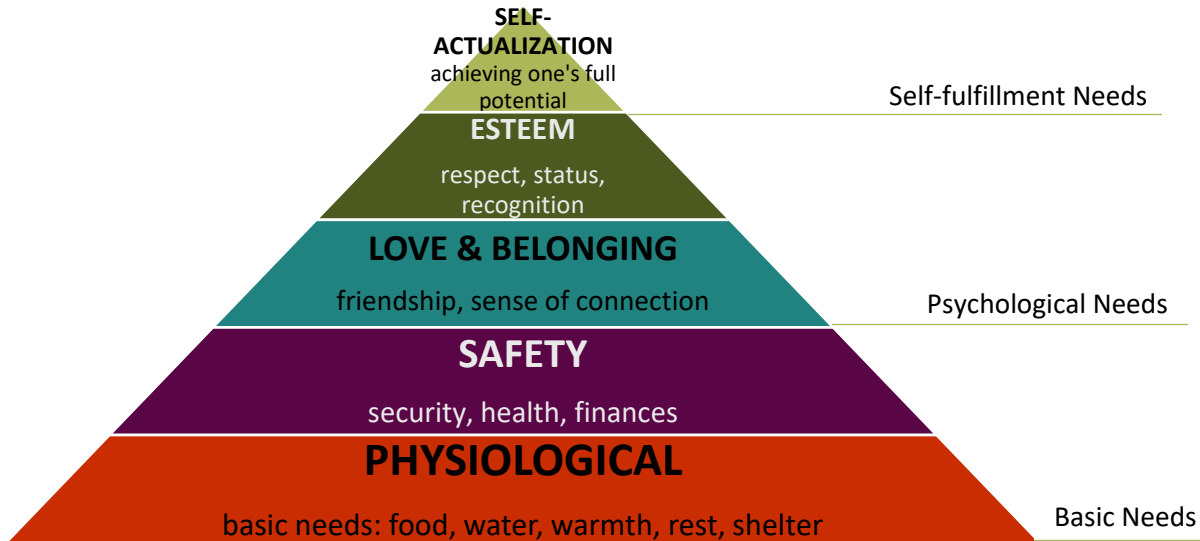 SELF-
ACTUALIZATION
achieving one's full
potential
Self-fulfillment Needs
ESTEEM
respect, status,
recognition
LOVE & BELONGING
friendship, sense of connection
Psychological Needs
SAFETY
security, health, finances
PHYSIOLOGICAL
basic needs: food, water, warmth, rest, shelter
Basic Needs